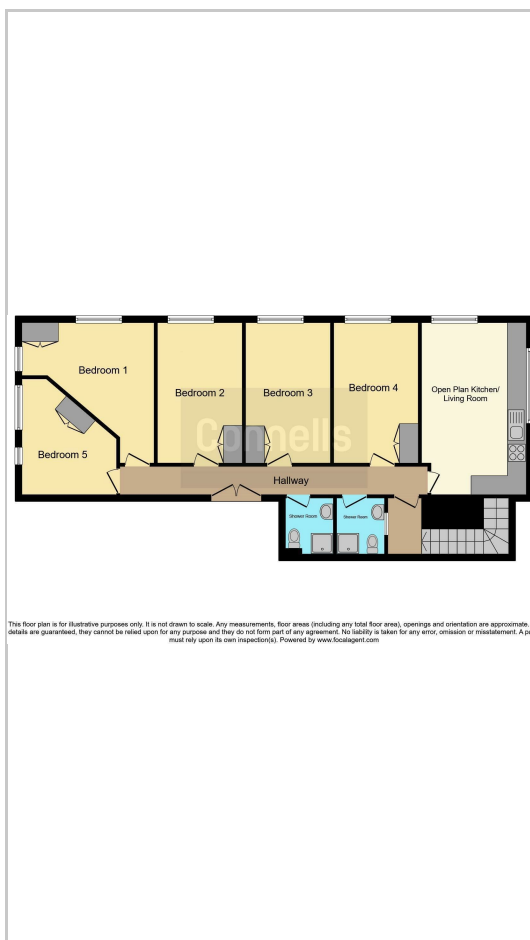 Bedroom 1
Bedroom 2
Bedroom 3
Bedroom 4
Open Plan Kitchen/
Living Room
Bedroom 5
Connells
Hallway
Shower Room
Shower Room
This floor plan is for illustrative purposes only. It is not drawn to scale. Any measurements, floor areas (including any total floor area), openings and orientation are approximate.
details are guaranteed, they cannot be relied upon for any purpose and they do not form part of any agreement. No liability is taken for any error, omission or misstatement. A
must rely upon its own inspection(s). Powered by www.focalagent.com